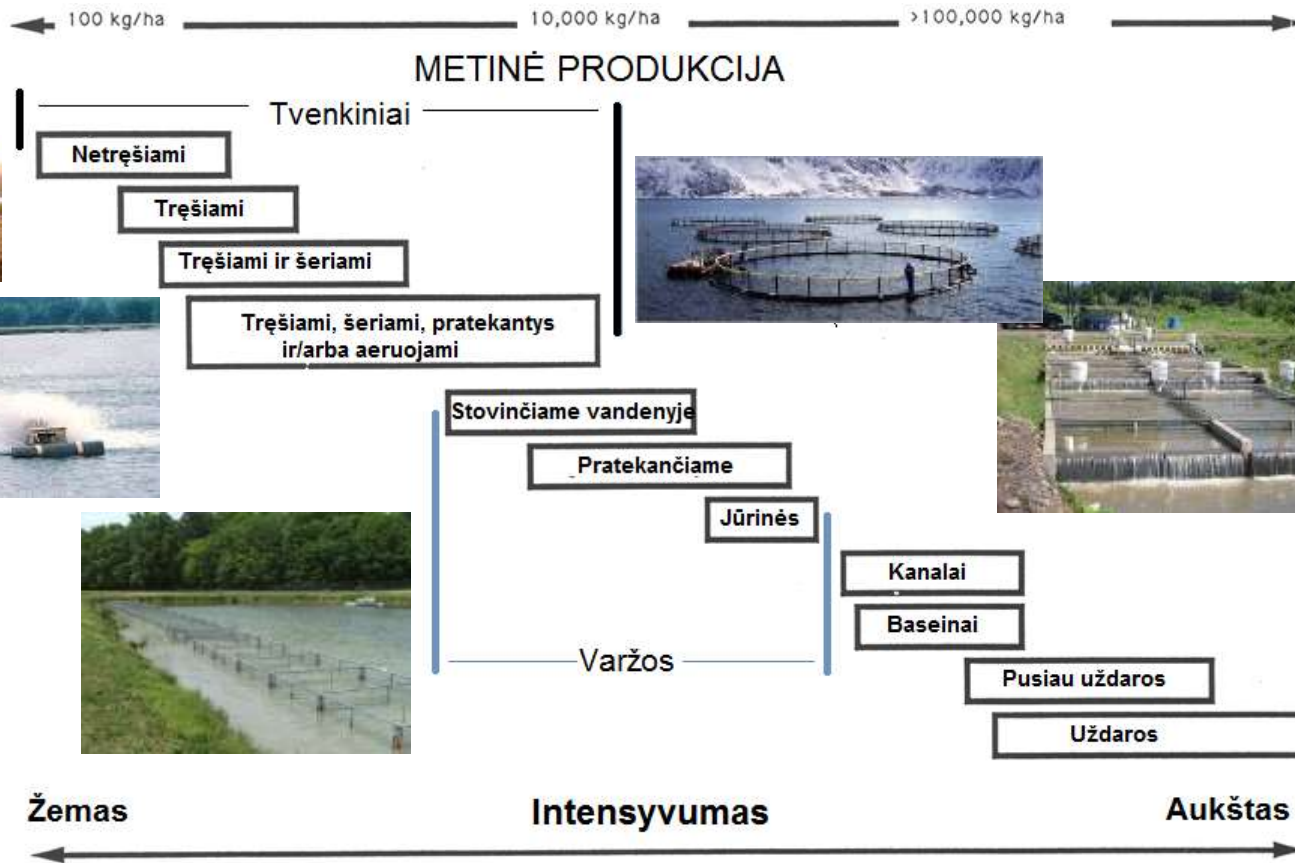 100 kg/ha 10,000 kg/ha >100,000 kg/ha
METINĖ PRODUKCIJA
Tvenkiniai
Netręšiami
Tręšiami
Tręšiami ir šeriami
Tręšiami, šeriami, pratekantys
ir/arba aeruojami
Stovinčiame vandenyje
Pratekančiame
Jūrinės
Kanalai
Baseinai
Varžos
Pusiau uždaros
Uždaros
Žemas Intensyvumas Aukštas